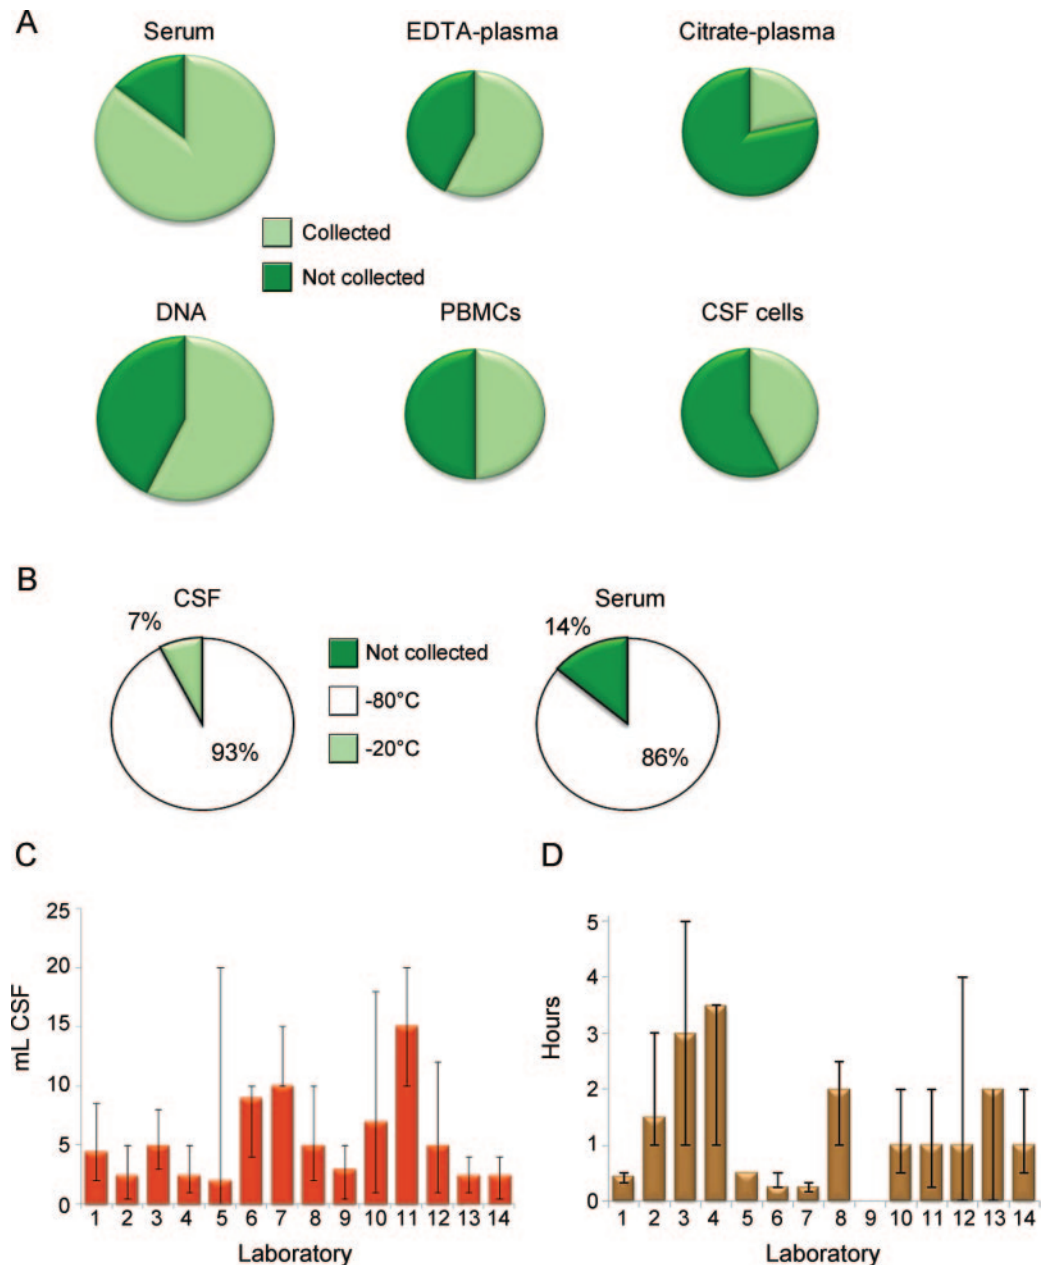 A
Serum
EDTA-plasma
Citrate-plasma
Collected
Not collected
DNA
PBMCs
CSF cells
B
CSF
Serum
7%
93%
Not collected
-80°C
-20°C
14%
86%
C
mL CSF
25
20
15
10
5
0
1 2 3 4 5 6 7 8 9 10 11 12 13 14
Laboratory
D
Hours
5
4
3
2
1
0
1 2 3 4 5 6 7 8 9 10 11 12 13 14
Laboratory